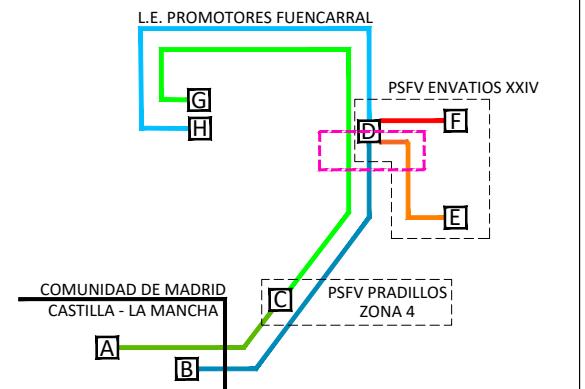 L.E. PROMOTORES FUENCARRAL
PSFV ENVATIOS XXIV
G
F
H
D
E
COMUNIDAD DE MADRID
CASTILLA - LA MANCHA
C
PSFV PRADILLOS
ZONA 4
A
B